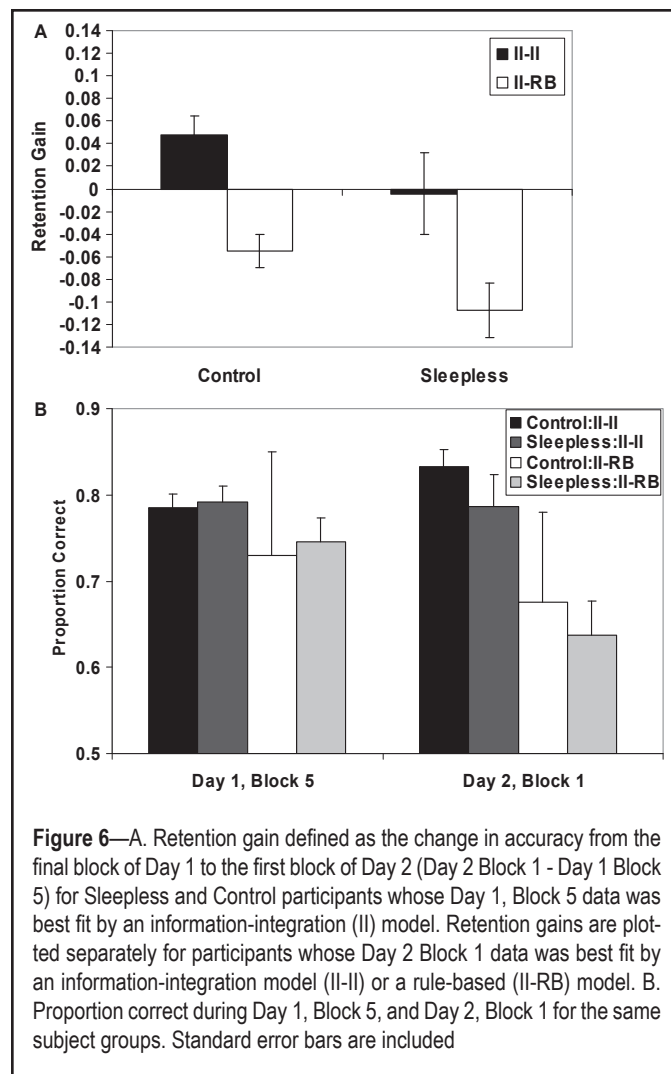 A
0.14
0.12
0.1
0.08
0.06
0.04
0.02
0
-0.02
-0.04
-0.06
-0.08
-0.1
-0.12
-0.14
Retention Gain
II-II
II-RB
Control Sleepless
B
0.9
0.8
0.7
0.6
0.5
Proportion Correct
Control:II-II
Sleepless:II-II
Control:II-RB
Sleepless:II-RB
Day 1, Block 5 Day 2, Block 1
Figure 6—A. Retention gain defined as the change in accuracy from the
final block of Day 1 to the first block of Day 2 (Day 2 Block 1 - Day 1 Block
5) for Sleepless and Control participants whose Day 1, Block 5 data was
best fit by an information-integration (II) model. Retention gains are plot-
ted separately for participants whose Day 2 Block 1 data was best fit by
an information-integration model (II-II) or a rule-based (II-RB) model. B.
Proportion correct during Day 1, Block 5, and Day 2, Block 1 for the same
subject groups. Standard error bars are included